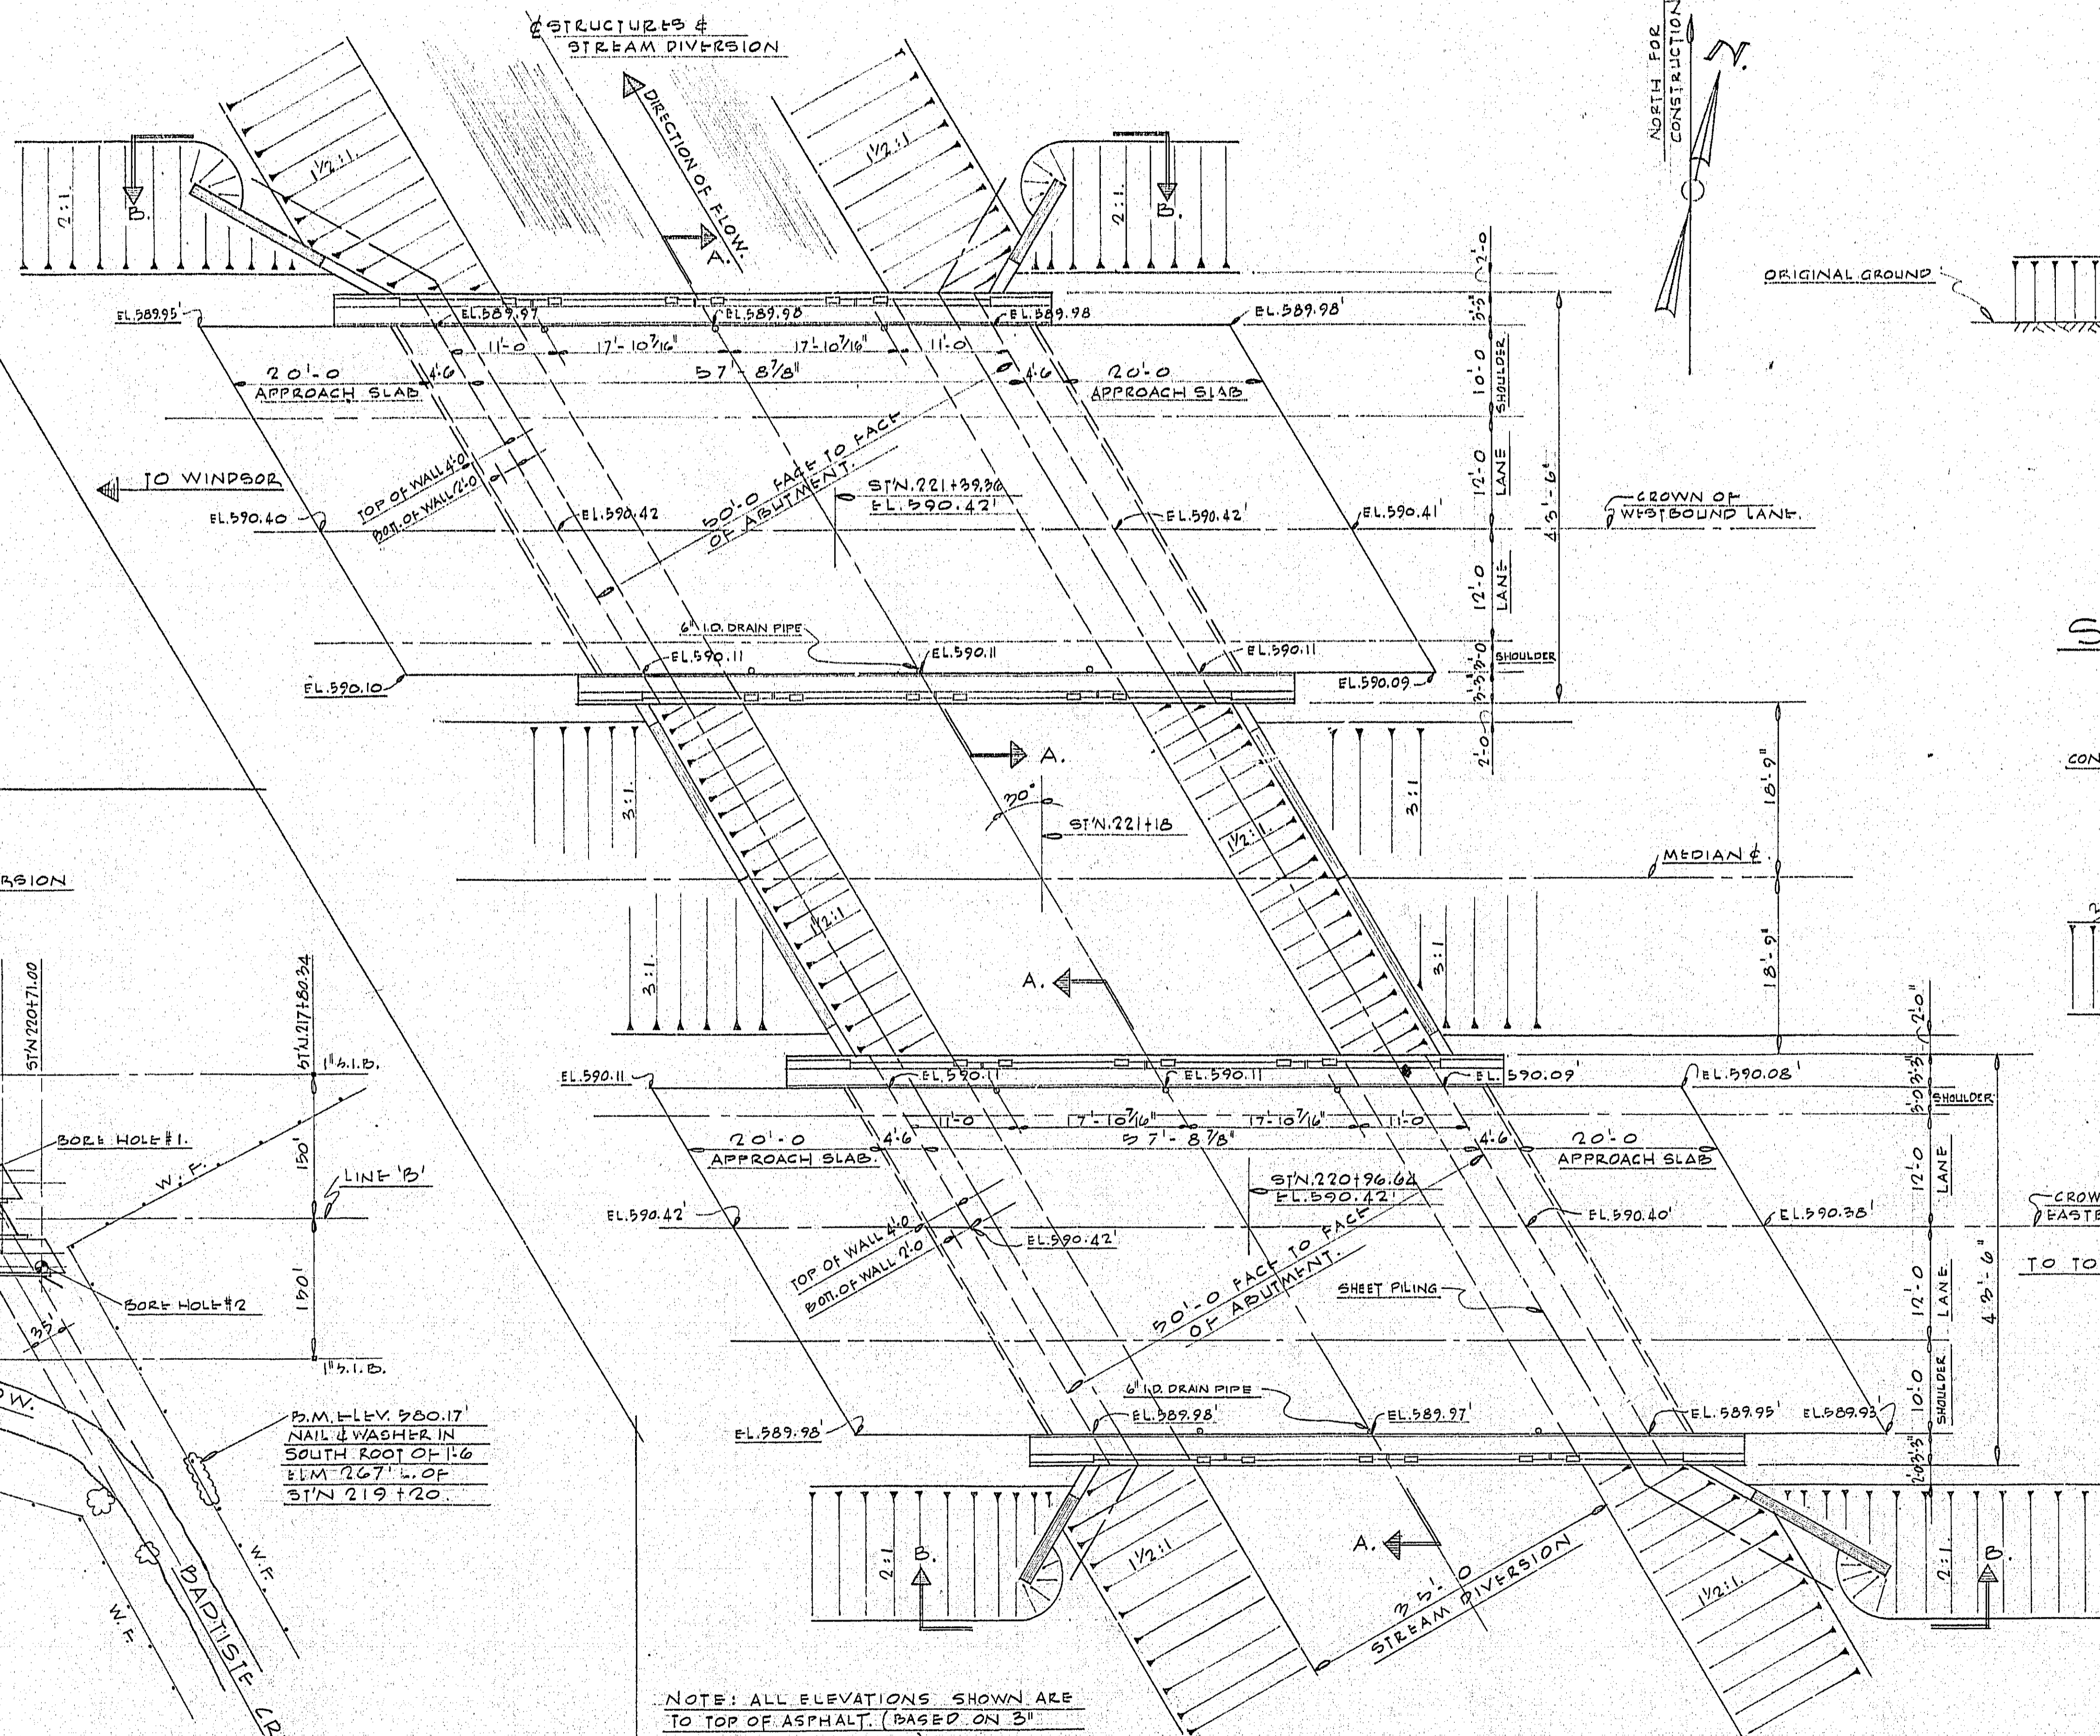 ℄ STRUCTURES &
STREAM DIVERSION
DIRECTION OF FLOW.
NORTH FOR
CONSTRUCTION
N.
2:1.
B.
1½:1.
A.
1½:1.
2:1.
B.
ORIGINAL GROUND
EL.589.95'
EL.589.97
EL.589.98
EL.589.98
EL.589.98'
11'-0
17'-10 7/16"
17'-10 7/16"
11'-0
20'-0
APPROACH SLAB
4'-6
57'-8 7/8"
4'-6
20'-0
APPROACH SLAB
2'-0
3'-3"
10'-0
SHOULDER
12'-0
LANE
12'-0
LANE
3'-0
SHOULDER
3'-3"
2'-0
43'-6"
TO WINDSOR
TOP OF WALL 4'-0
BOTT. OF WALL 2'-0
50'-0 FACE TO FACE
OF ABUTMENT.
ST'N.221+39.36
EL.590.42'
EL.590.40
EL.590.42
EL.590.42'
EL.590.41'
CROWN OF
WESTBOUND LANE.
6" I.D. DRAIN PIPE
EL.590.11
EL.590.11
EL.590.11
EL.590.10
EL.590.09
A.
30°
ST'N.221+18
3:1.
3:1
1½:1.
1½:1
MEDIAN ℄.
18'-9"
18'-9"
3:1.
3:1
A.
CON
RSION
ST'N 220+71.00
ST'N.217+80.34
1" S.I.B.
BORE HOLE #1.
W. F.
150'
LINE 'B'
150'
BORE HOLE #2
35'
1" S.I.B.
OW.
B.M. ELEV. 580.17'
NAIL & WASHER IN
SOUTH ROOT OF 1'-6
ELM 267' L. OF
ST'N 219+20.
W.F.
W. F.
BAPTISTE CR
EL.590.11
EL.590.11
EL.590.11
EL.590.09'
EL.590.08'
11'-0
17'-10 7/16"
17'-10 7/16"
11'-0
20'-0
APPROACH SLAB.
4'-6
57'-8 7/8"
4'-6
20'-0
APPROACH SLAB
2'-0"
3'-3"
3'-0
SHOULDER
12'-0
LANE
12'-0
LANE
10'-0
SHOULDER
3'-3"
2'-0
43'-6"
ST'N.220+96.64
EL.590.42'
EL.590.42'
TOP OF WALL 4'-0
BOTT. OF WALL 2'-0
EL.590.42'
EL.590.40'
EL.590.38'
CROW
EASTE
TO TO
50'-0 FACE TO FACE
OF ABUTMENT.
SHEET PILING
6" I.D. DRAIN PIPE
EL.589.98'
EL.589.98'
EL.589.97'
EL.589.95'
EL.589.93'
2:1
B.
1½:1
A.
35'-0
STREAM DIVERSION
1½:1.
2:1.
B.
NOTE: ALL ELEVATIONS SHOWN ARE
TO TOP OF ASPHALT. (BASED ON 3"